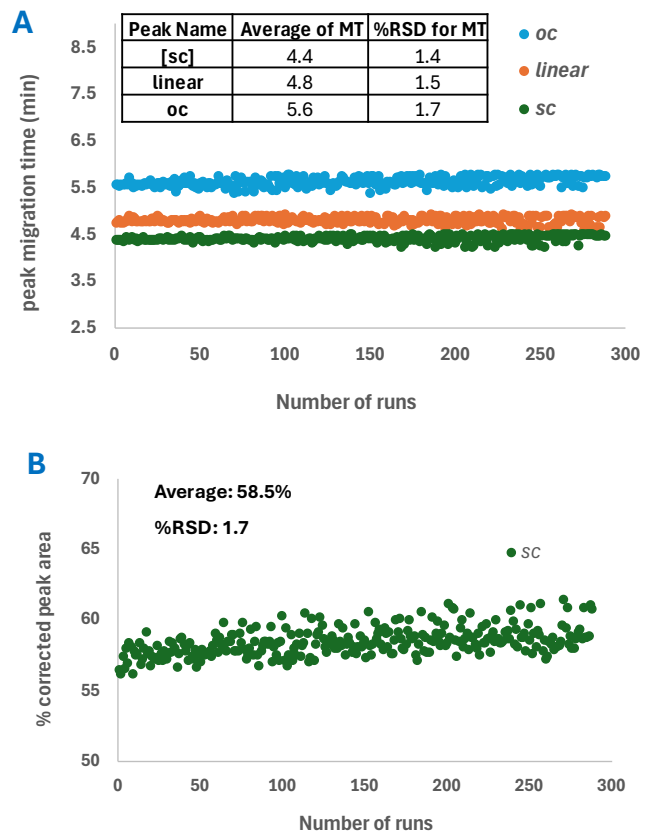 A
Peak Name Average of MT %RSD for MT
[sc] 4.4 1.4
linear 4.8 1.5
oc 5.6 1.7
oc
linear
sc
8.5
7.5
6.5
5.5
4.5
3.5
2.5
peak migration time (min)
0 50 100 150 200 250 300
Number of runs
B
Average: 58.5%
%RSD: 1.7
sc
70
65
60
55
50
% corrected peak area
0 50 100 150 200 250 300
Number of runs